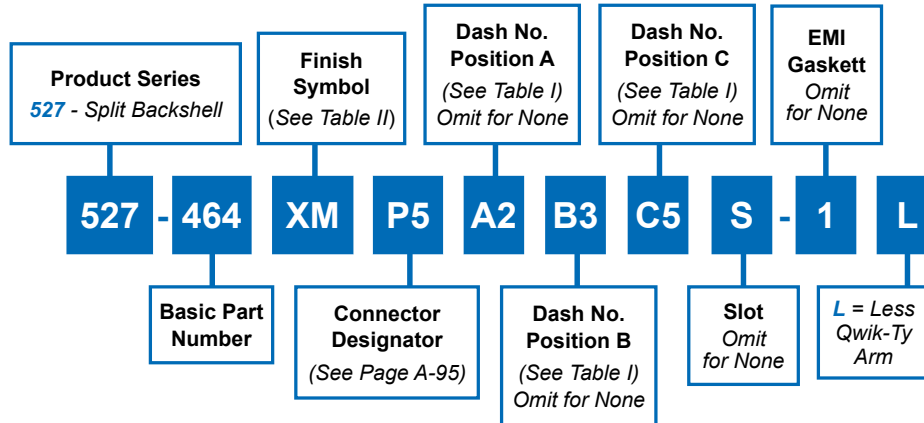 Product Series
527 - Split Backshell
Finish
Symbol
(See Table II)
Dash No.
Position A
(See Table I)
Omit for None
Dash No.
Position C
(See Table I)
Omit for None
EMI
Gaskett
Omit
for None
527 - 464 XM P5 A2 B3 C5 S - 1 L
Basic Part
Number
Connector
Designator
(See Page A-95)
Dash No.
Position B
(See Table I)
Omit for None
Slot
Omit
for None
L = Less
Qwik-Ty
Arm